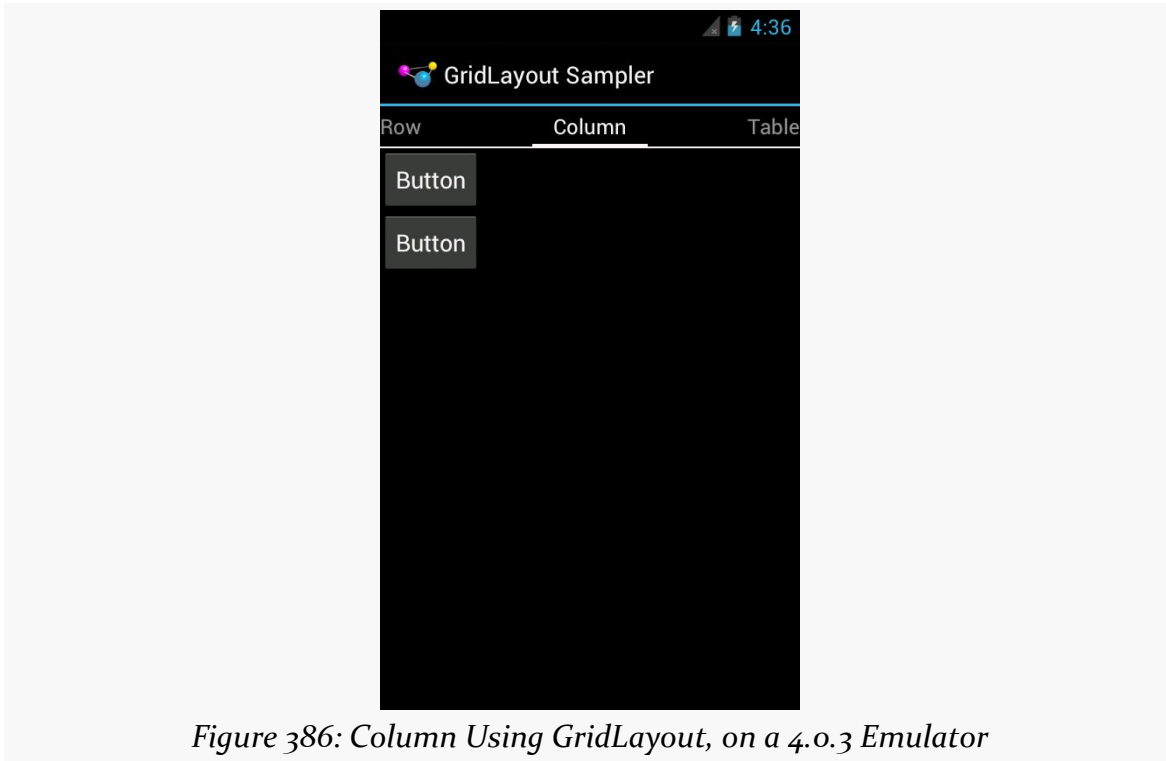 4:36
GridLayout Sampler
Row Column Table
Button
Button
Figure 386: Column Using GridLayout, on a 4.0.3 Emulator